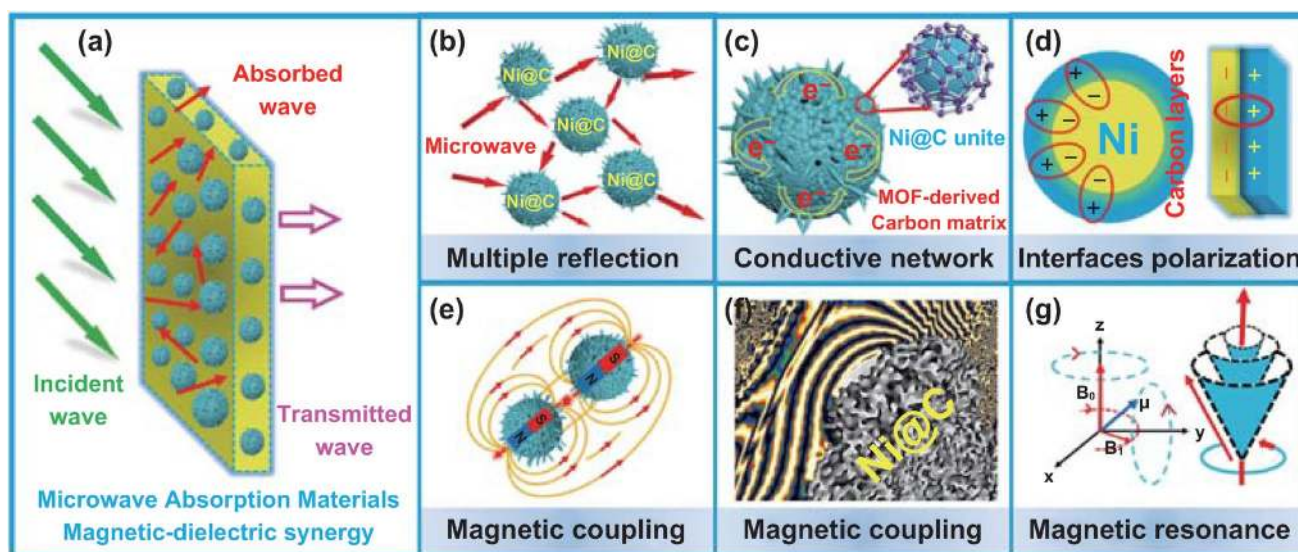 (a)
Absorbed
wave
Incident
wave
Transmitted
wave
Microwave Absorption Materials
Magnetic-dielectric synergy
(b)
Ni@C
Ni@C
Ni@C
Microwave
Ni@C
Ni@C
Multiple reflection
(c)
e⁻
e⁻
e⁻
e⁻
Ni@C unite
MOF-derived
Carbon matrix
Conductive network
(d)
+ −
+ −
+ −
+ −
Ni
Carbon layers
− +
− +
− +
− +
Interfaces polarization
(e)
S
N
S
N
Magnetic coupling
(f)
Ni@C
Magnetic coupling
(g)
z
B₀
μ
y
B₁
x
Magnetic resonance